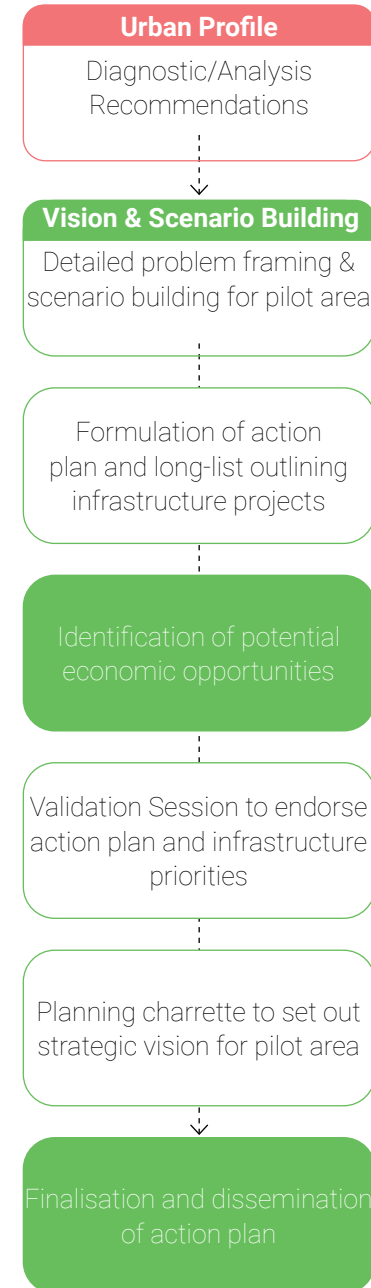 Urban Profile
Diagnostic/Analysis
Recommendations
Vision & Scenario Building
Detailed problem framing &
scenario building for pilot area
Formulation of action
plan and long-list outlining
infrastructure projects
Identification of potential
economic opportunities
Validation Session to endorse
action plan and infrastructure
priorities
Planning charrette to set out
strategic vision for pilot area
Finalisation and dissemination
of action plan